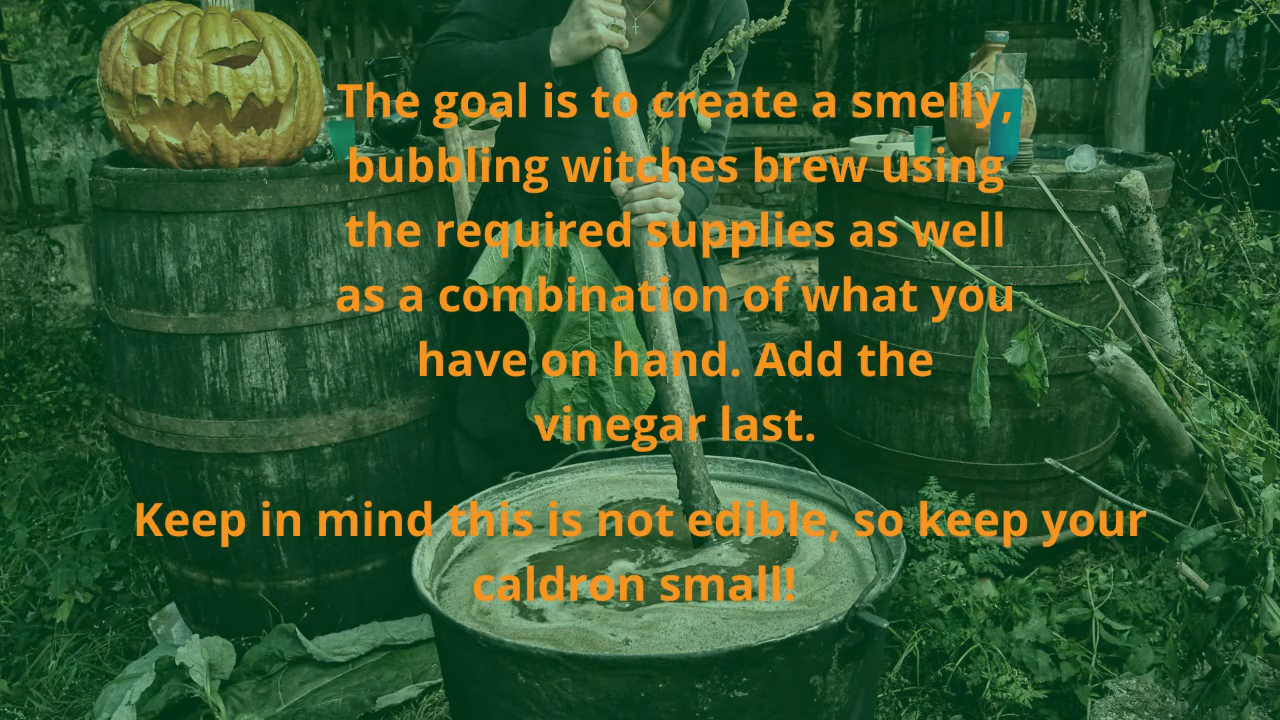 The goal is to create a smelly,
bubbling witches brew using
the required supplies as well
as a combination of what you
have on hand. Add the
vinegar last.
Keep in mind this is not edible, so keep your
caldron small!